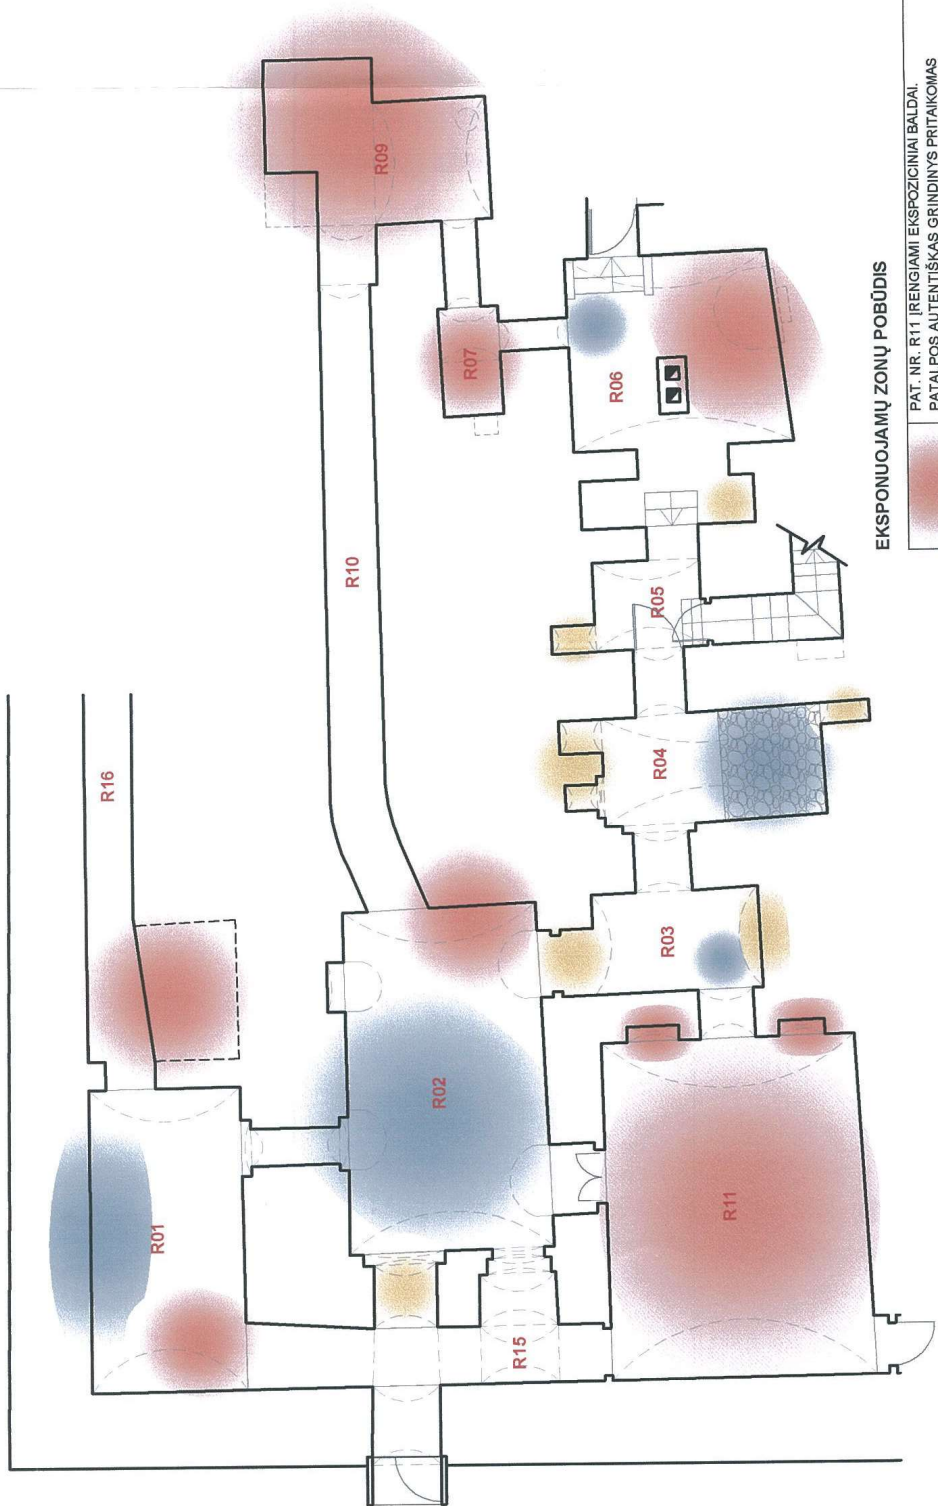 R09
R07
R06
R10
R05
R16
R04
R03
R02
R01
R11
R15
EKSPONUOJAMŲ ZONŲ POBŪDIS
PAT. NR. R11 ĮRENGIAMI EKSPOZICINIAI BALDAI.
PATALPOS AUTENTIŠKAS GRINDINYS PRITAIKOMAS